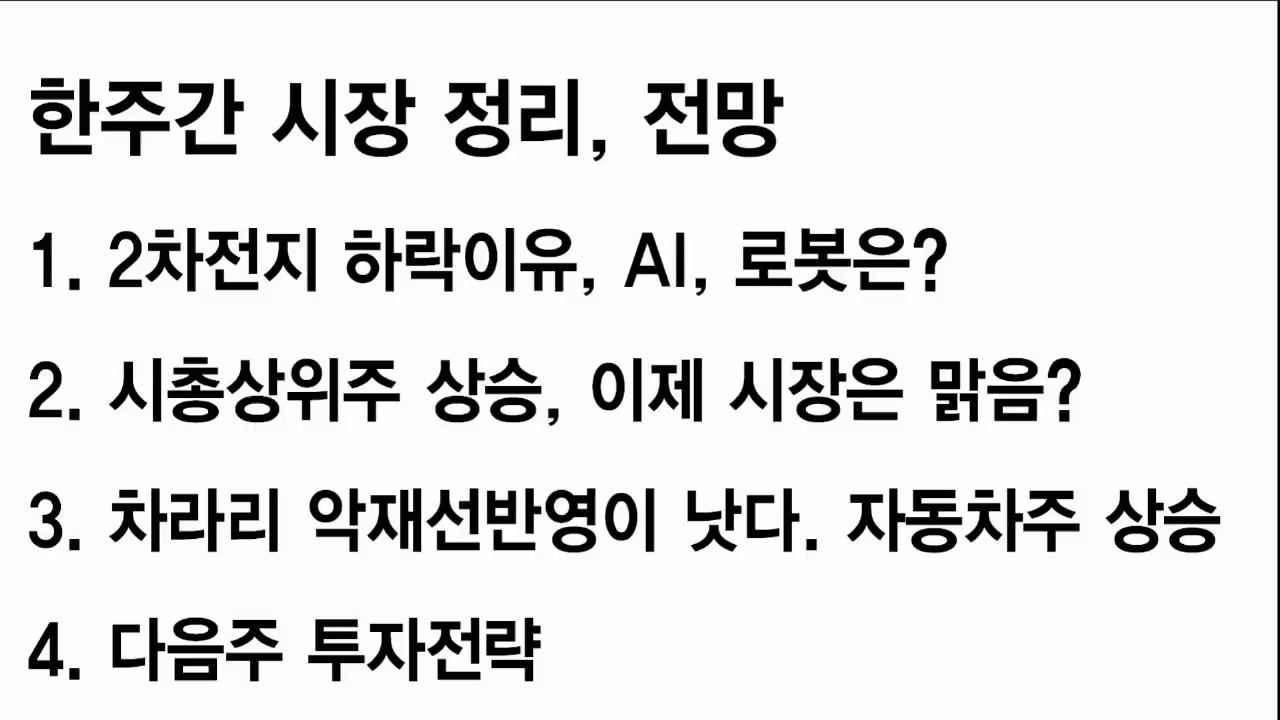 한주간 시장 정리, 전망
1. 2차전지 하락이유, AI, 로봇은?
2. 시총상위주 상승, 이제 시장은 맑음?
3. 차라리 악재선반영이 낫다. 자동차주 상승
4. 다음주 투자전략